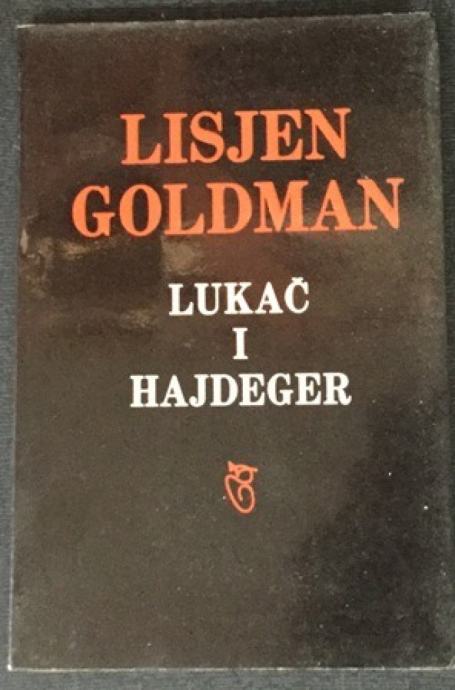 LISJEN
GOLDMAN
LUKAČ
I
HAJDEGER